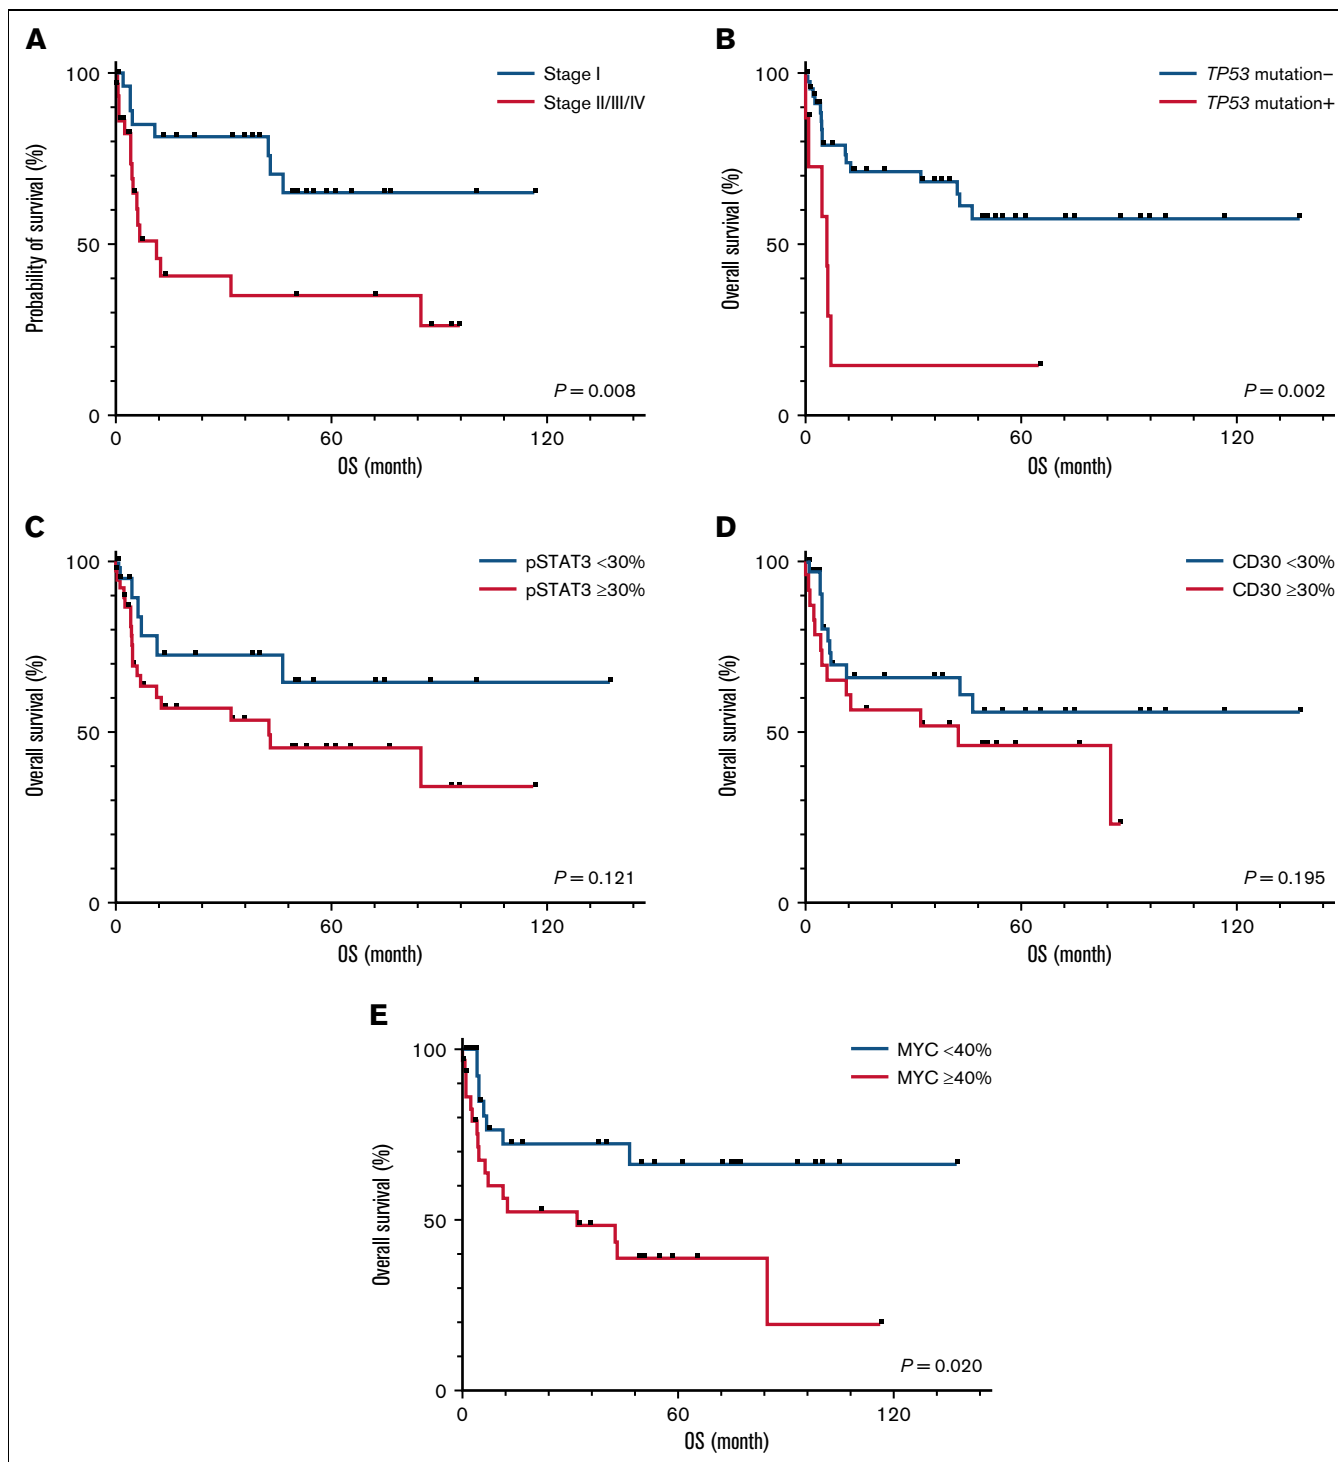 A
Stage I
Stage II/III/IV
Probability of survival (%)
100
50
0
P = 0.008
0 60 120
OS (month)
B
TP53 mutation–
TP53 mutation+
Overall survival (%)
100
50
0
P = 0.002
0 60 120
OS (month)
C
pSTAT3 <30%
pSTAT3 ≥30%
Overall survival (%)
100
50
0
P = 0.121
0 60 120
OS (month)
D
CD30 <30%
CD30 ≥30%
Overall survival (%)
100
50
0
P = 0.195
0 60 120
OS (month)
E
MYC <40%
MYC ≥40%
Overall survival (%)
100
50
0
P = 0.020
0 60 120
OS (month)